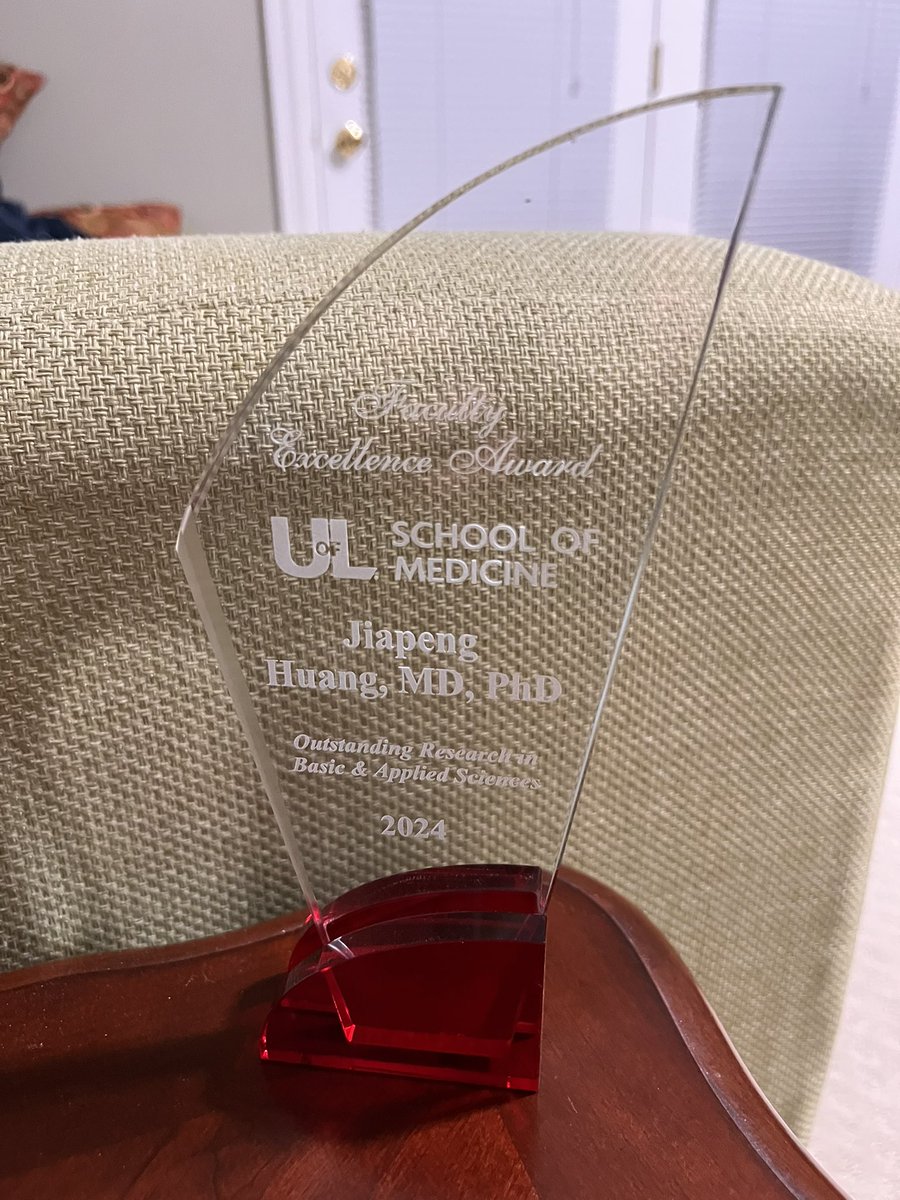 Faculty
Excellence Award
UOFL SCHOOL OF
MEDICINE
Jiapeng
Huang, MD, PhD
Outstanding Research in
Basic & Applied Sciences
2024